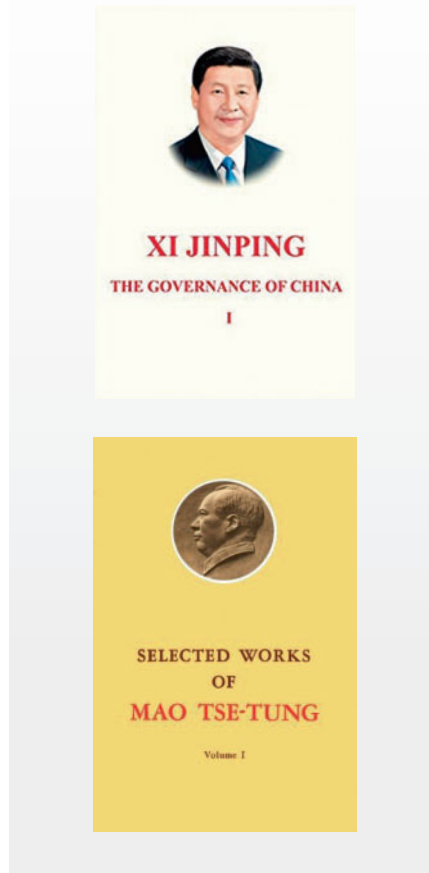 XI JINPING
THE GOVERNANCE OF CHINA
I
SELECTED WORKS
OF
MAO TSE-TUNG
Volume I